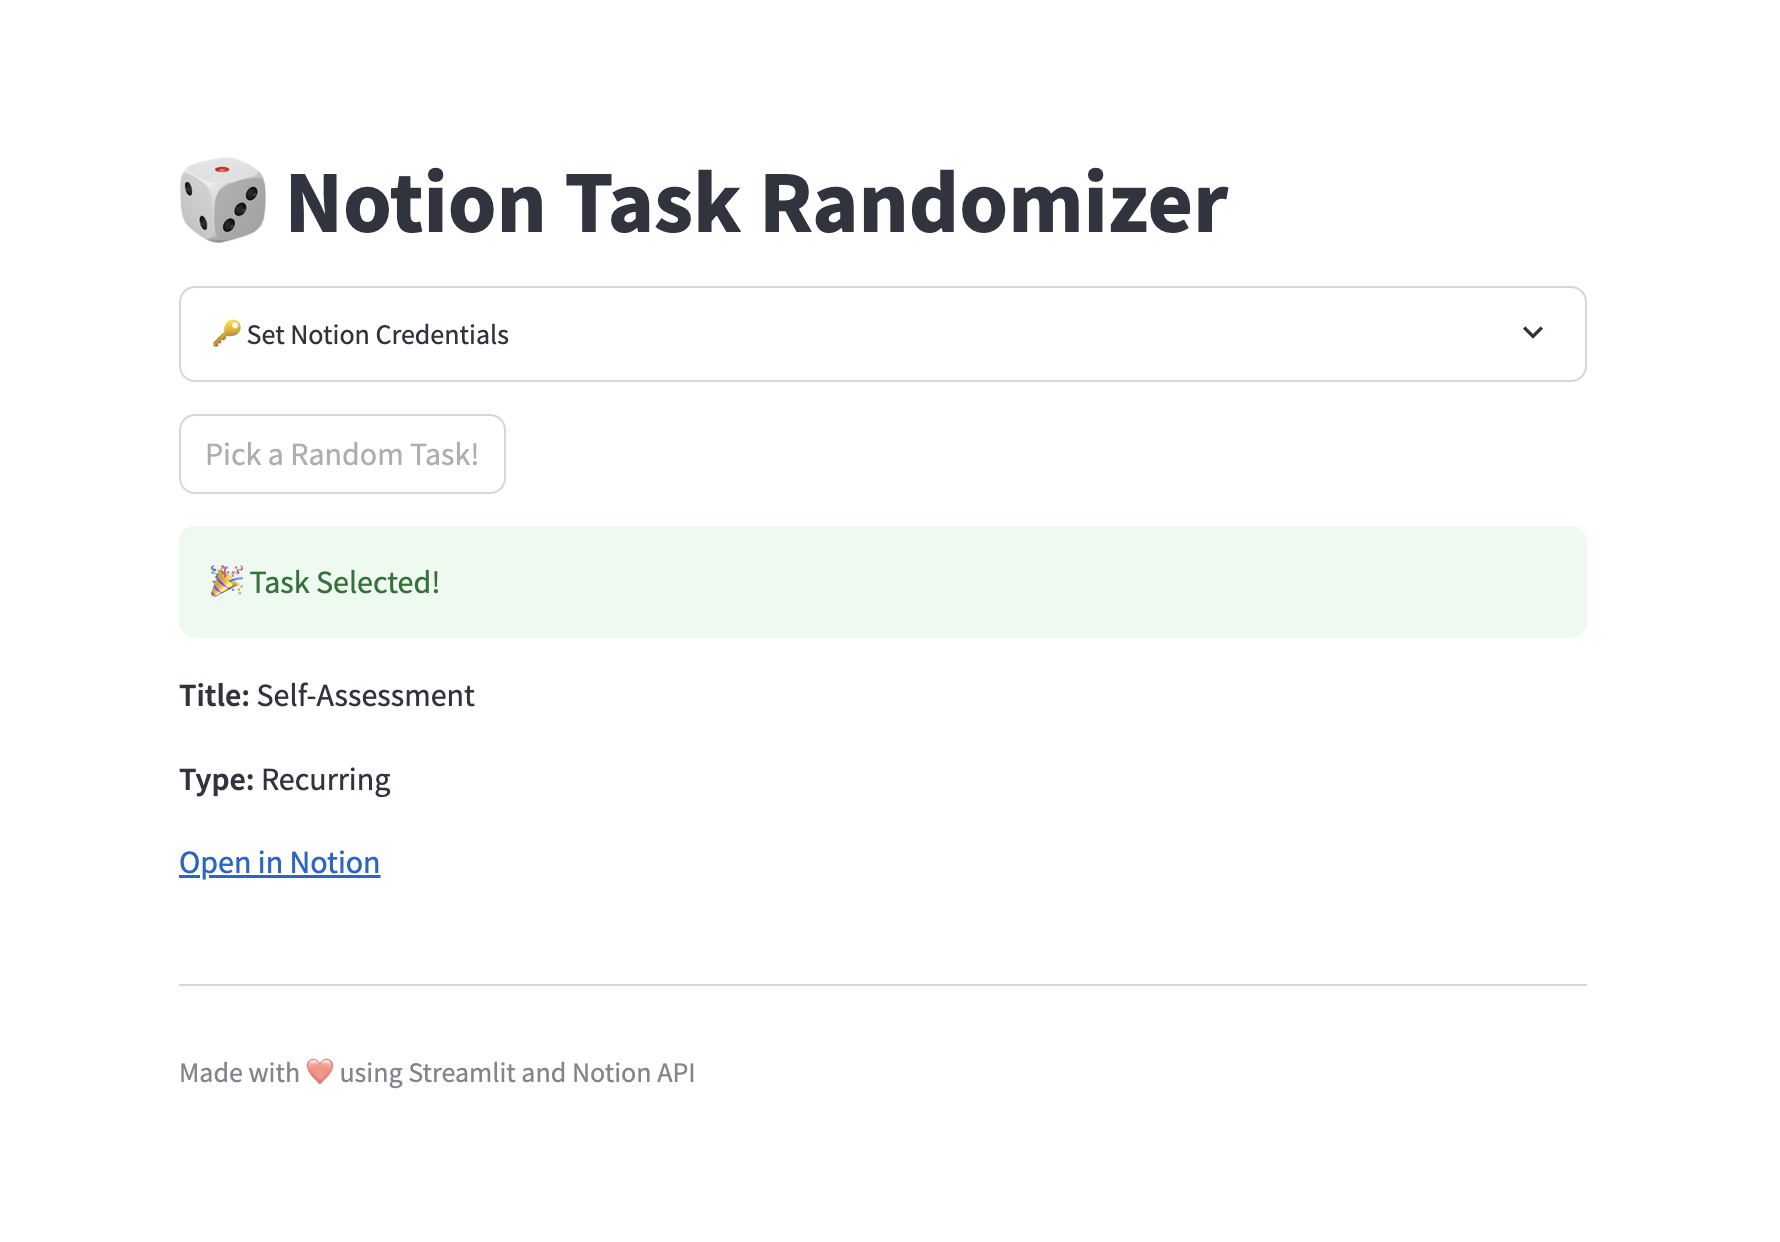 🎲 Notion Task Randomizer
🔑 Set Notion Credentials
Pick a Random Task!
🎉 Task Selected!
Title: Self-Assessment
Type: Recurring
Open in Notion
Made with ❤️ using Streamlit and Notion API